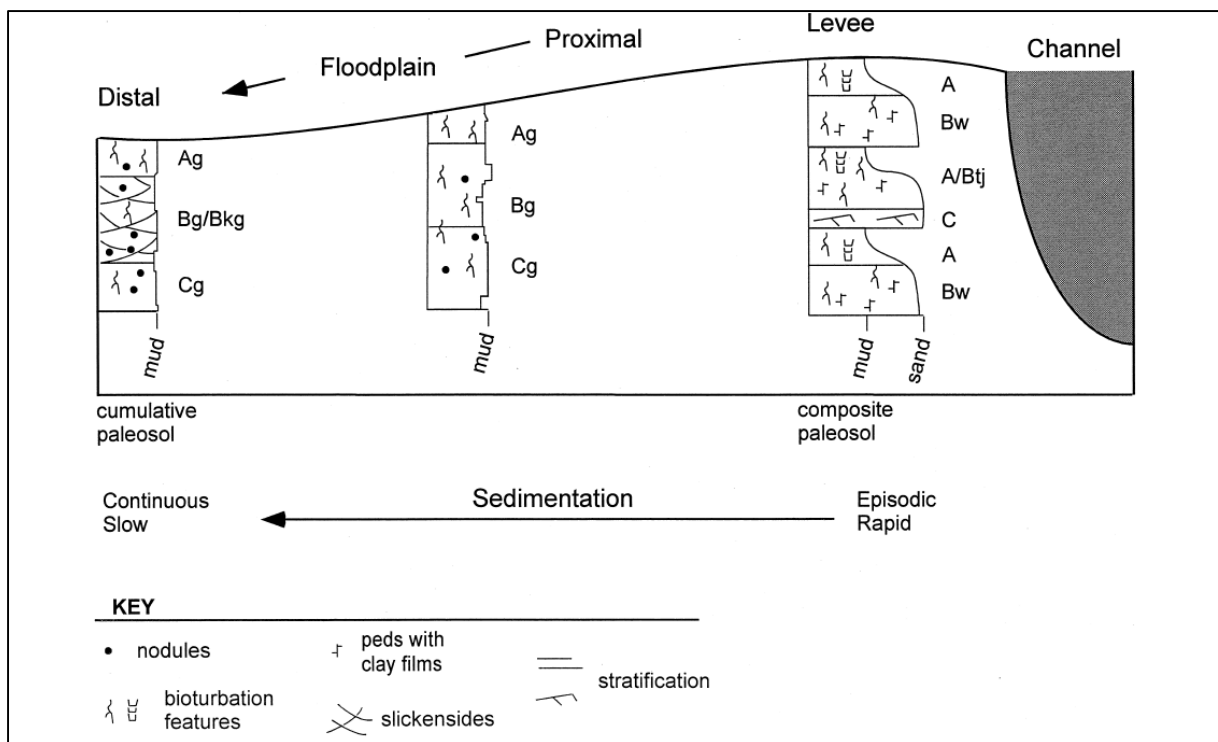 Levee
Proximal
Channel
Floodplain
Distal
A
Bw
A/Btj
C
A
Bw
Ag
Bg
Cg
Ag
Bg/Bkg
Cg
mud
mud
mud
sand
cumulative
paleosol
composite
paleosol
Continuous
Slow
Sedimentation
Episodic
Rapid
KEY
nodules
peds with
clay films
stratification
bioturbation
features
slickensides